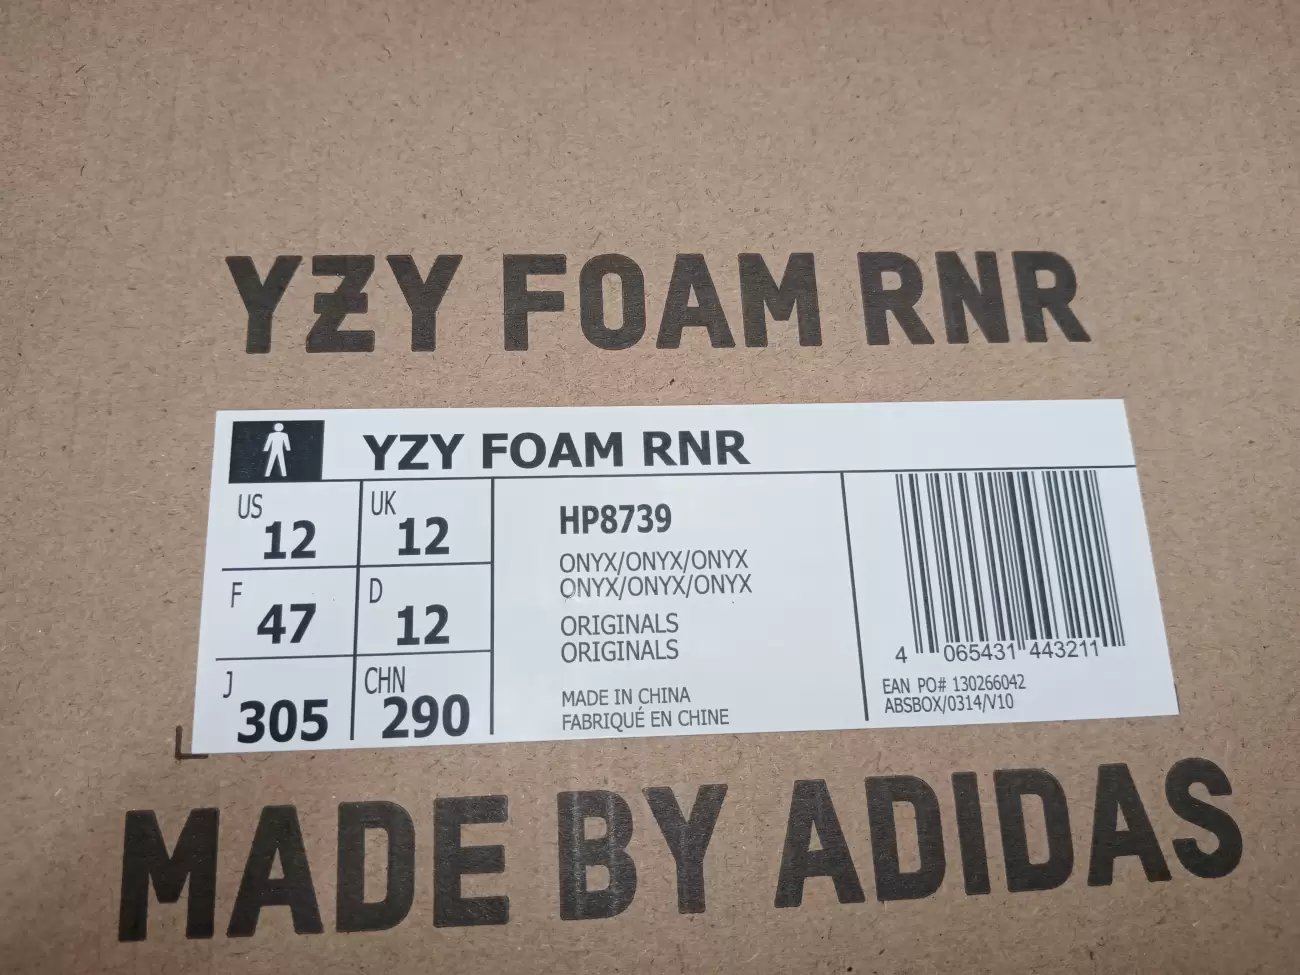 YZY FOAM RNR
YZY FOAM RNR
US 12 UK 12
F 47 D 12
J 305 CHN 290
HP8739
ONYX/ONYX/ONYX
ONYX/ONYX/ONYX
ORIGINALS
ORIGINALS
MADE IN CHINA
FABRIQUÉ EN CHINE
4 065431 443211
EAN PO# 130266042
ABSBOX/0314/V10
MADE BY ADIDAS